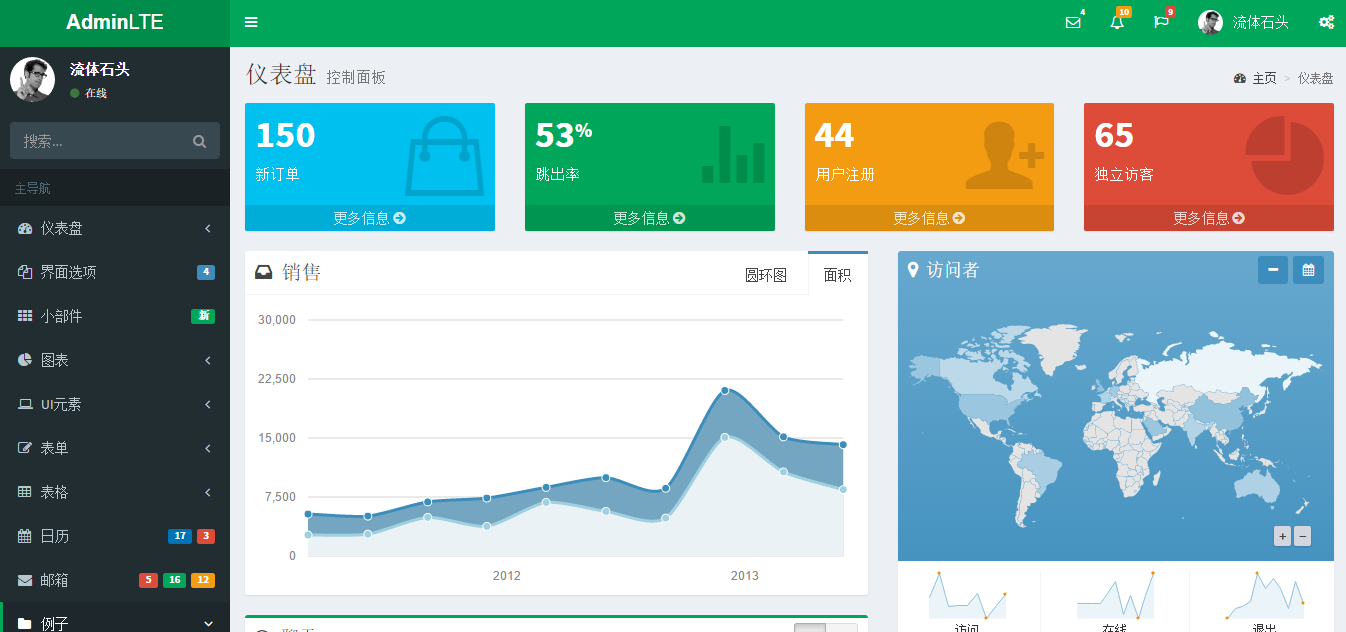 AdminLTE
4
10
9
流体石头
流体石头
在线
搜索...
主导航
仪表盘
界面选项 4
小部件 新
图表
UI元素
表单
表格
日历 17 3
邮箱 5 16 12
例子
仪表盘 控制面板
主页 > 仪表盘
150
新订单
更多信息
53%
跳出率
更多信息
44
用户注册
更多信息
65
独立访客
更多信息
销售
圆环图 面积
30,000
22,500
15,000
7,500
0
2012 2013
访问者
+ −
访问 在线 退出